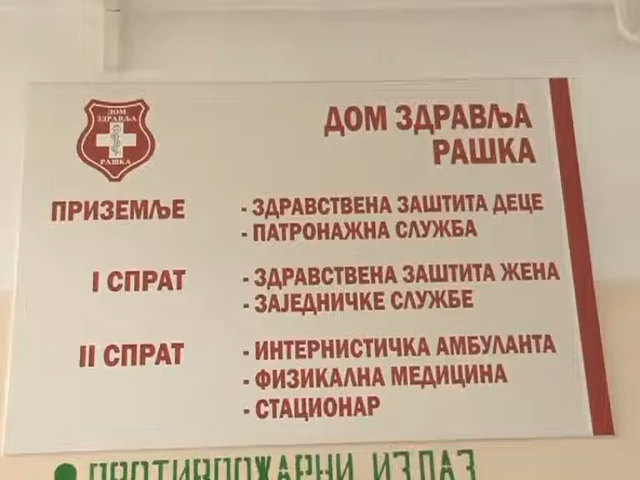 ДОМ ЗДРАВЉА РАШКА
ДОМ ЗДРАВЉА
РАШКА
ПРИЗЕМЉЕ - ЗДРАВСТВЕНА ЗАШТИТА ДЕЦЕ
- ПАТРОНАЖНА СЛУЖБА
I СПРАТ - ЗДРАВСТВЕНА ЗАШТИТА ЖЕНА
- ЗАЈЕДНИЧКЕ СЛУЖБЕ
II СПРАТ - ИНТЕРНИСТИЧКА АМБУЛАНТА
- ФИЗИКАЛНА МЕДИЦИНА
- СТАЦИОНАР
ПРОТИВПОЖАРНИ ИЗЛАЗ